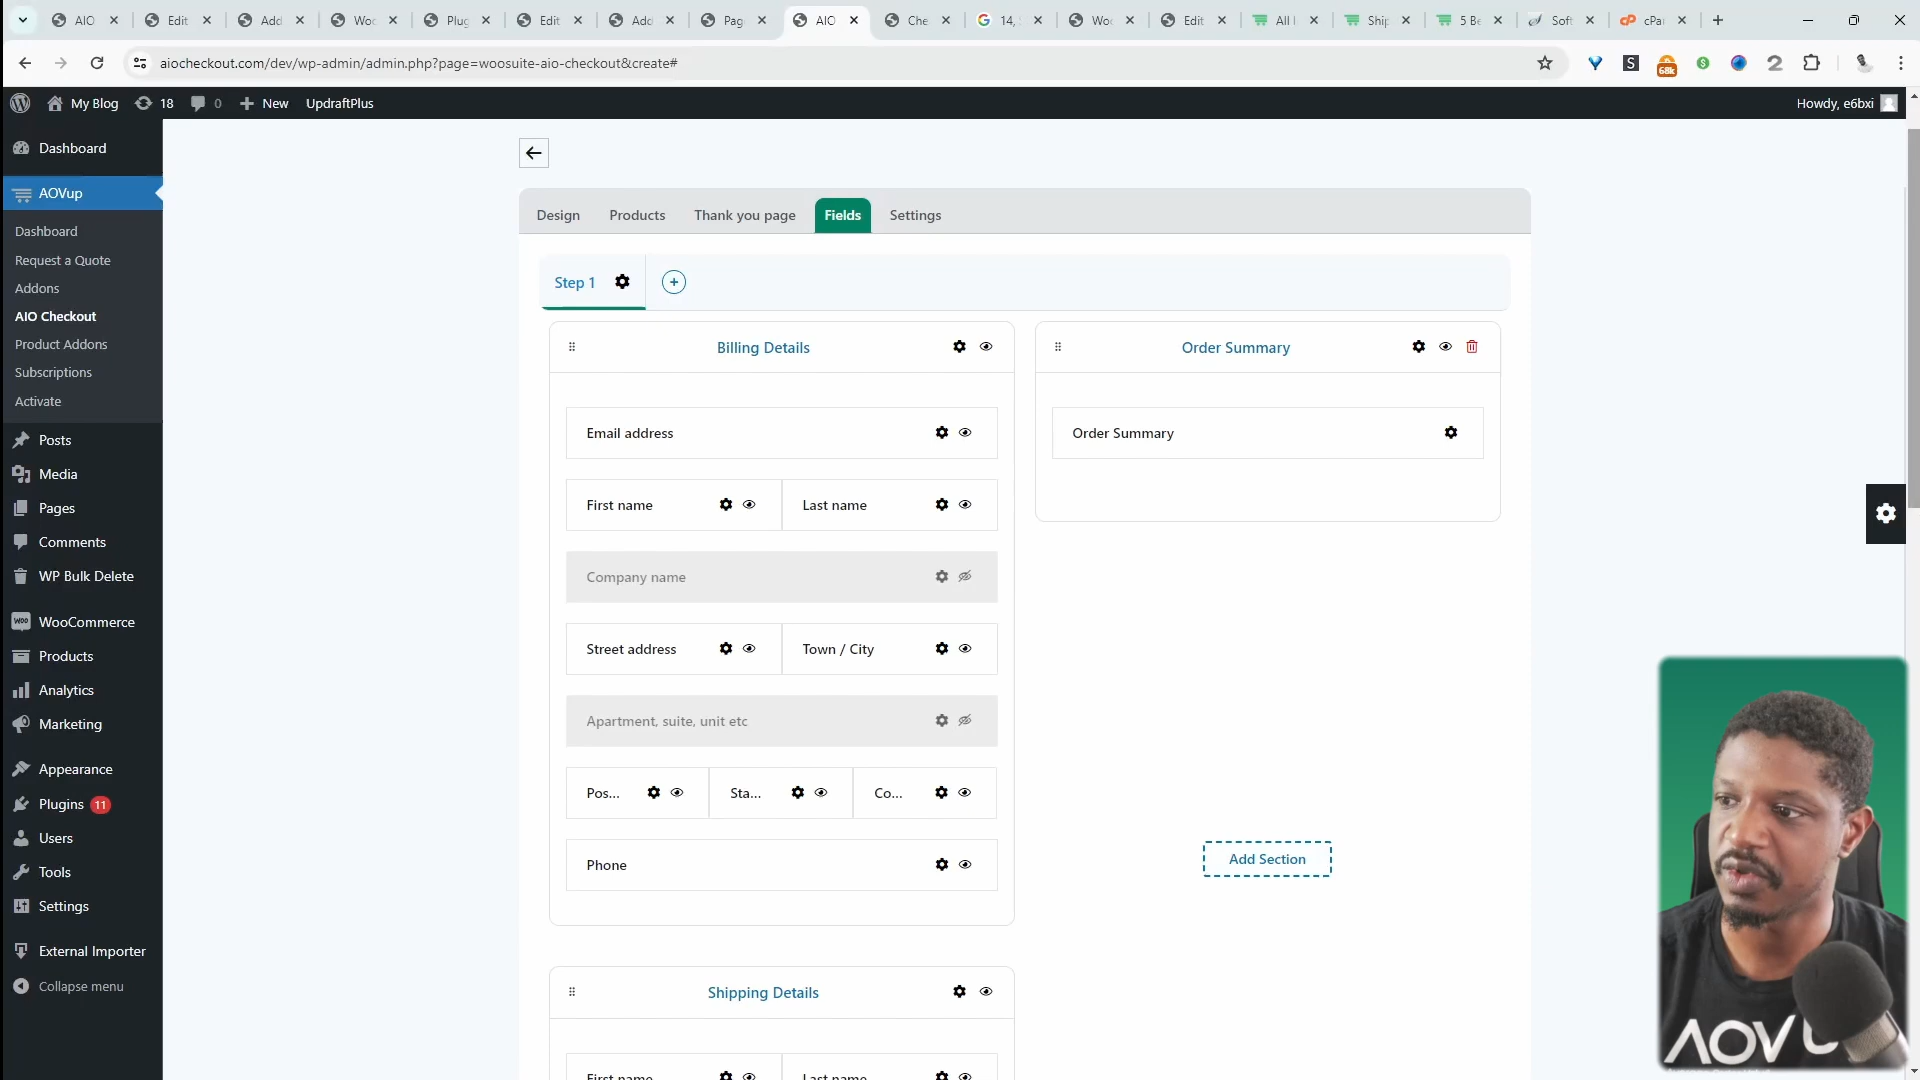 AIO
Edit
Add
Woo
Plug
Edit
Add
Pag
AIO
Che
14,
Woo
Edit
All
Ship
5 Be
Soft
cPa
aiocheckout.com/dev/wp-admin/admin.php?page=woosuite-aio-checkout&create#
S
68k
My Blog
18
0
New
UpdraftPlus
Howdy, e6bxi
Dashboard
AOVup
Dashboard
Request a Quote
Addons
AIO Checkout
Product Addons
Subscriptions
Activate
Posts
Media
Pages
Comments
WP Bulk Delete
WooCommerce
Products
Analytics
Marketing
Appearance
Plugins 11
Users
Tools
Settings
External Importer
Collapse menu
Design
Products
Thank you page
Fields
Settings
Step 1
Billing Details
Email address
First name
Last name
Company name
Street address
Town / City
Apartment, suite, unit etc
Pos...
Sta...
Co...
Phone
Shipping Details
First name
Last name
Order Summary
Order Summary
Add Section